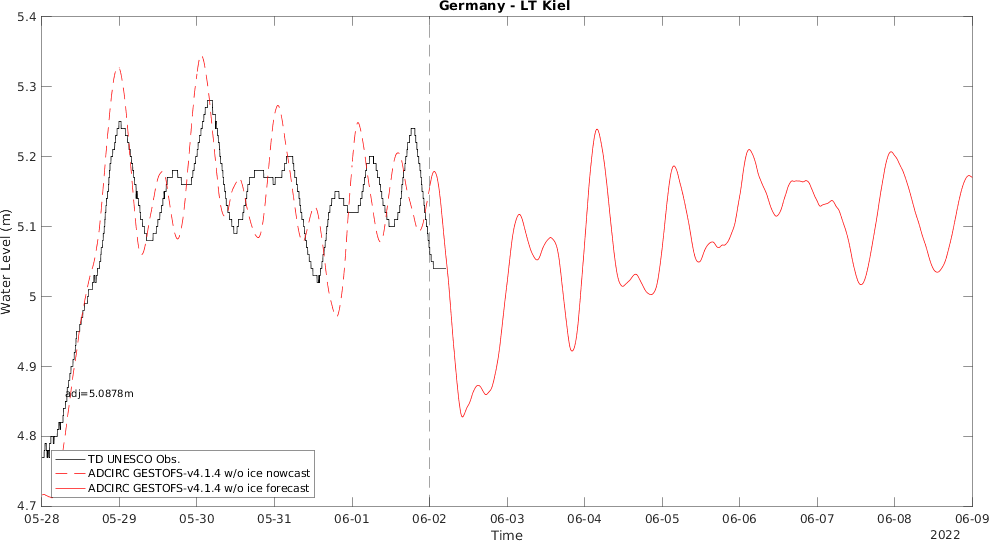 Germany - LT Kiel
5.4
5.3
5.2
5.1
5
4.9
4.8
4.7
Water Level (m)
adj=5.0878m
TD UNESCO Obs.
ADCIRC GESTOFS-v4.1.4 w/o ice nowcast
ADCIRC GESTOFS-v4.1.4 w/o ice forecast
05-28 05-29 05-30 05-31 06-01 06-02 06-03 06-04 06-05 06-06 06-07 06-08 06-09
Time
2022